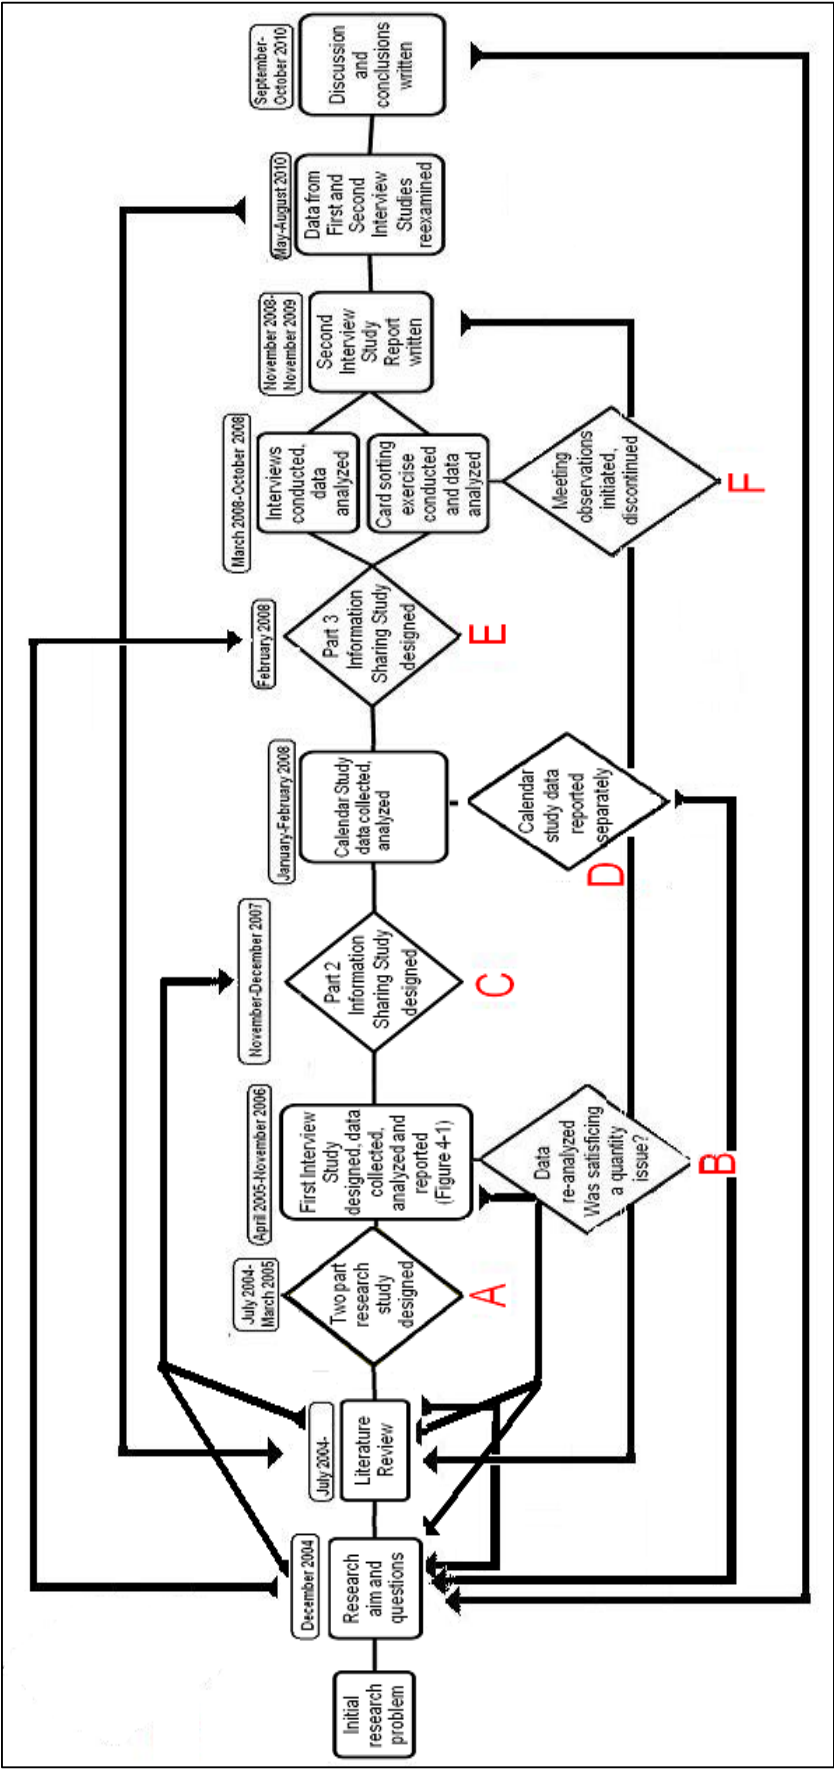 Initial
research
problem
December 2004
Research
aim and
questions
July 2004-
Literature
Review
July 2004-
March 2005
Two part
research
study
designed
A
April 2005-November 2006
First Interview
Study
designed, data
collected,
analyzed and
reported
(Figure 4-1)
Data
re-analyzed
Was satisficing
a quantity
issue?
B
November-December 2007
Part 2
Information
Sharing Study
designed
C
January-February 2008
Calendar Study
data collected,
analyzed
Calendar
study data
reported
separately
D
February 2008
Part 3
Information
Sharing Study
designed
E
March 2008-October 2008
Interviews
conducted,
data
analyzed
Card sorting
exercise
conducted
and data
analyzed
Meeting
observations
initiated,
discontinued
F
November 2008-
November 2009
Second
Interview
Study
Report
written
May-August 2010
Data from
First and
Second
Interview
Studies
reexamined
September-
October 2010
Discussion
and
conclusions
written